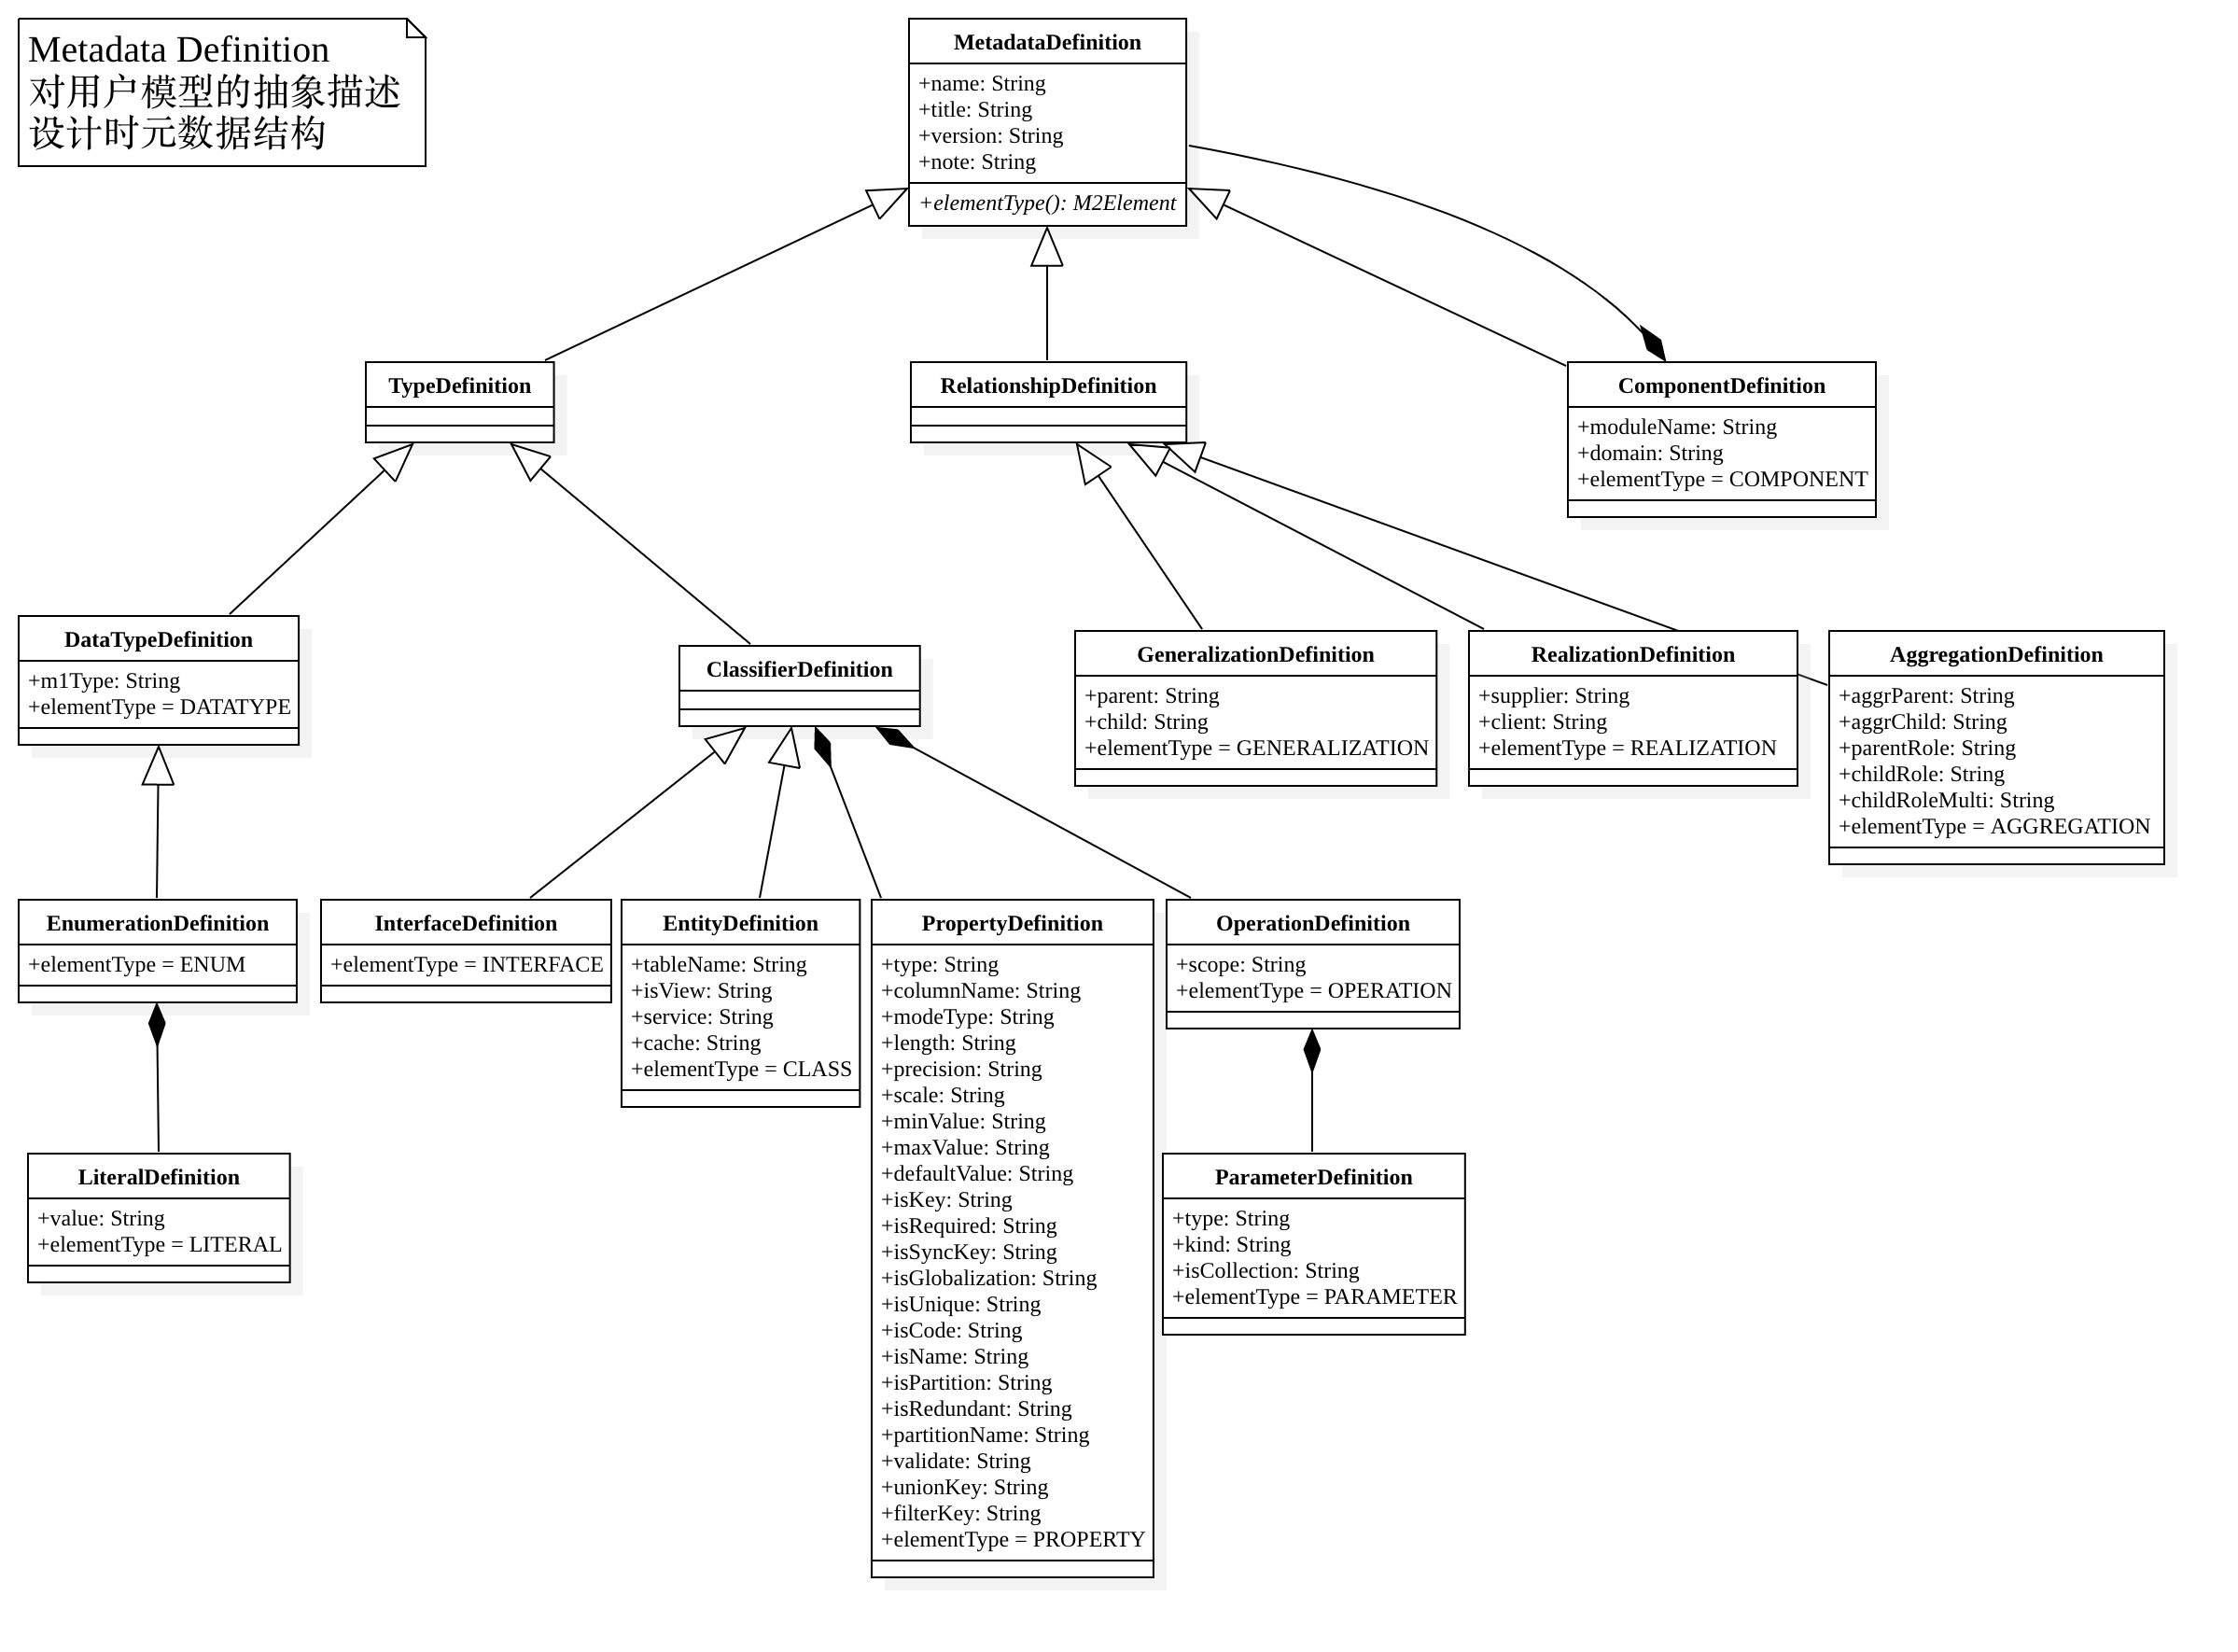 Metadata Definition
对用户模型的抽象描述
设计时元数据结构
MetadataDefinition
+name: String
+title: String
+version: String
+note: String
+elementType(): M2Element
TypeDefinition
RelationshipDefinition
ComponentDefinition
+moduleName: String
+domain: String
+elementType = COMPONENT
DataTypeDefinition
+m1Type: String
+elementType = DATATYPE
ClassifierDefinition
GeneralizationDefinition
+parent: String
+child: String
+elementType = GENERALIZATION
RealizationDefinition
+supplier: String
+client: String
+elementType = REALIZATION
AggregationDefinition
+aggrParent: String
+aggrChild: String
+parentRole: String
+childRole: String
+childRoleMulti: String
+elementType = AGGREGATION
EnumerationDefinition
+elementType = ENUM
InterfaceDefinition
+elementType = INTERFACE
EntityDefinition
+tableName: String
+isView: String
+service: String
+cache: String
+elementType = CLASS
PropertyDefinition
+type: String
+columnName: String
+modeType: String
+length: String
+precision: String
+scale: String
+minValue: String
+maxValue: String
+defaultValue: String
+isKey: String
+isRequired: String
+isSyncKey: String
+isGlobalization: String
+isUnique: String
+isCode: String
+isName: String
+isPartition: String
+isRedundant: String
+partitionName: String
+validate: String
+unionKey: String
+filterKey: String
+elementType = PROPERTY
OperationDefinition
+scope: String
+elementType = OPERATION
LiteralDefinition
+value: String
+elementType = LITERAL
ParameterDefinition
+type: String
+kind: String
+isCollection: String
+elementType = PARAMETER